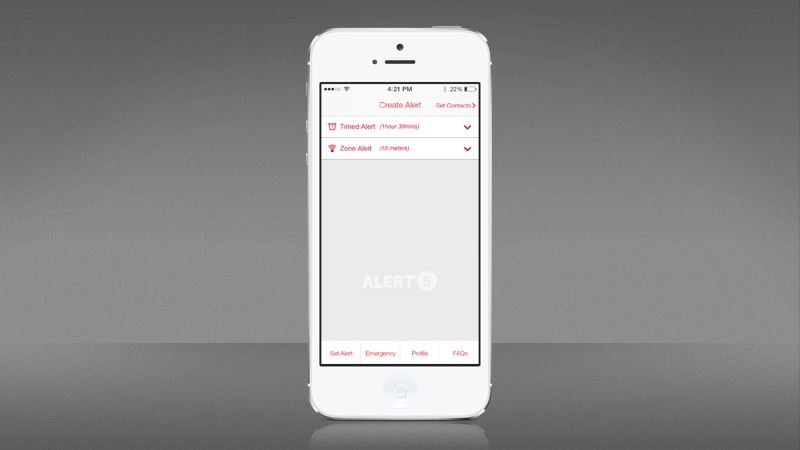 4:21 PM 22%
Create Alert Set Contacts
Timed Alert (1hour 30mins)
Zone Alert (10 meters)
ALERT 5
Set Alert Emergency Profile FAQs